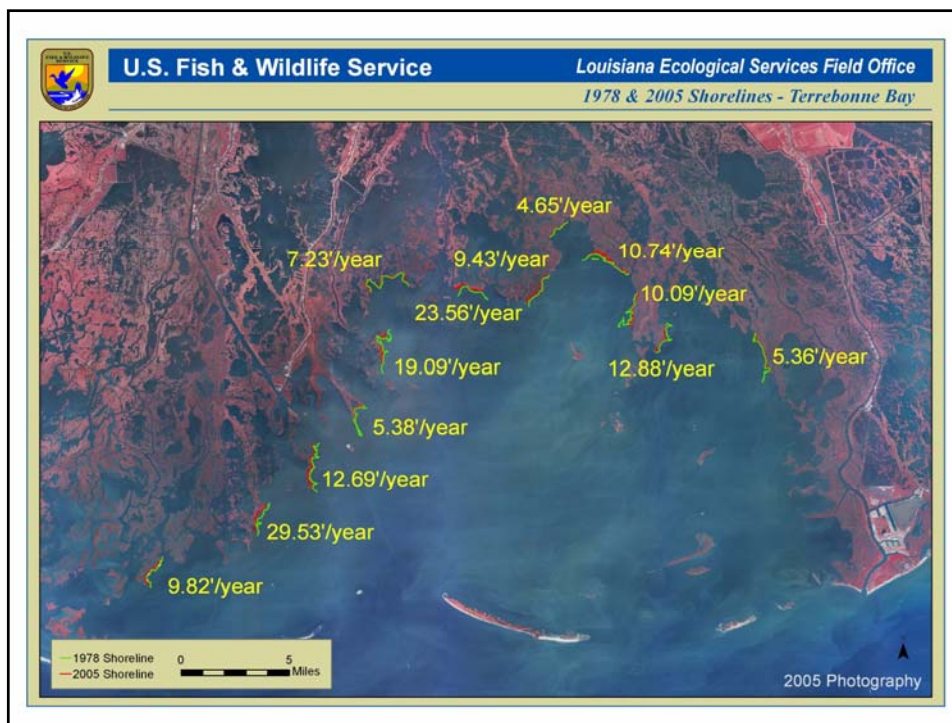 U.S.
FISH & WILDLIFE
SERVICE
U.S. Fish & Wildlife Service
Louisiana Ecological Services Field Office
1978 & 2005 Shorelines - Terrebonne Bay
4.65'/year
7.23'/year
9.43'/year
10.74'/year
10.09'/year
23.56'/year
19.09'/year
12.88'/year
5.36'/year
5.38'/year
12.69'/year
29.53'/year
9.82'/year
1978 Shoreline
2005 Shoreline
0 5
Miles
2005 Photography